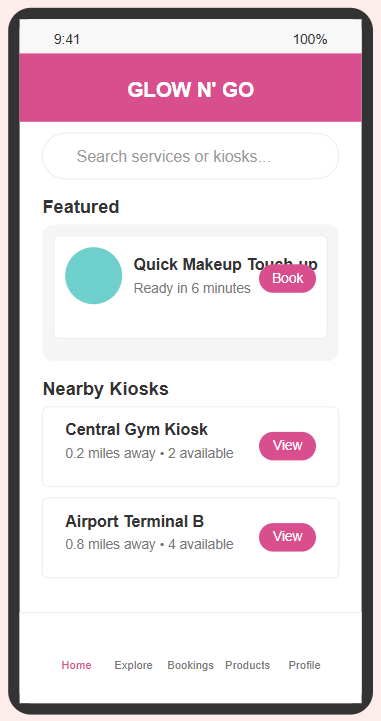 9:41 100%
GLOW N' GO
Search services or kiosks...
Featured
Quick Makeup Touch-up
Ready in 6 minutes
Book
Nearby Kiosks
Central Gym Kiosk
0.2 miles away • 2 available
View
Airport Terminal B
0.8 miles away • 4 available
View
Home Explore Bookings Products Profile